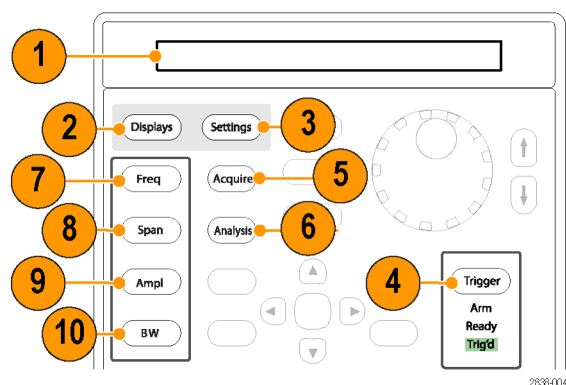 1
2 Displays Settings 3
7 Freq Acquire 5
8 Span Analysis 6
9 Ampl 4 Trigger
Arm
10 BW Ready
Trig'd
2838-004